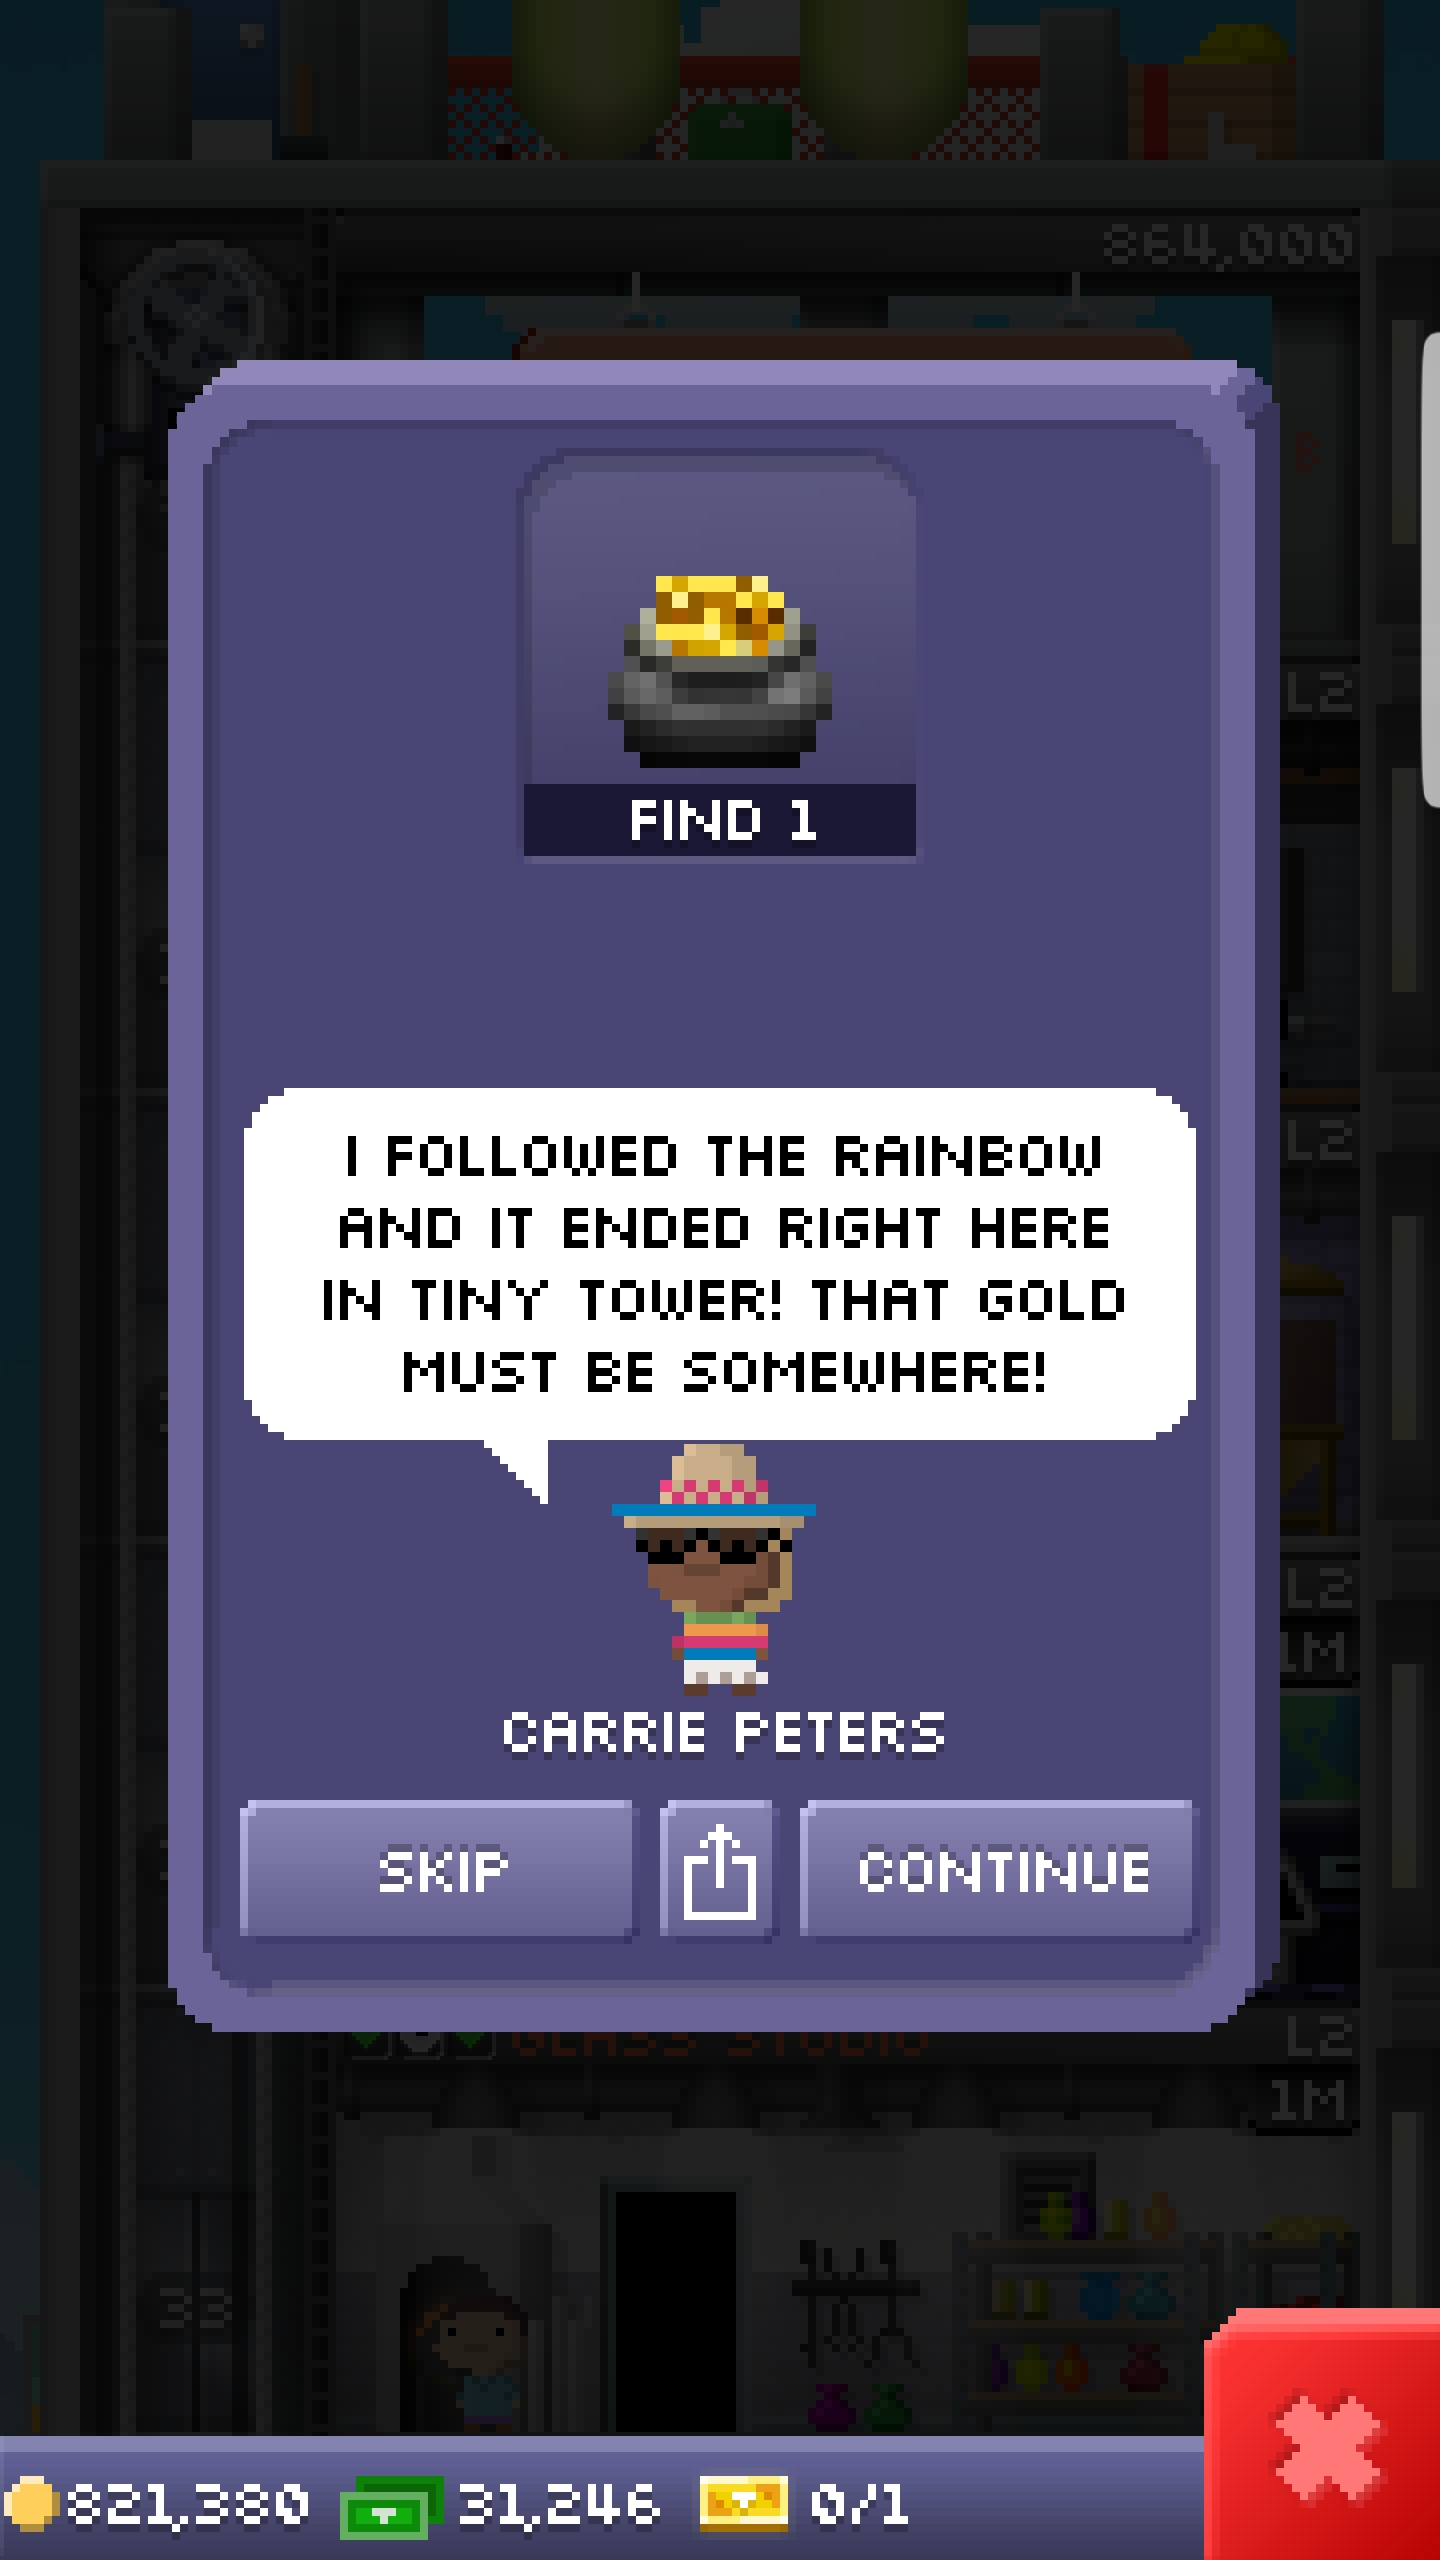 864,000
B
L2
FIND 1
L2
I FOLLOWED THE RAINBOW
AND IT ENDED RIGHT HERE
IN TINY TOWER! THAT GOLD
MUST BE SOMEWHERE!
L2
1M
CARRIE PETERS
SKIP
CONTINUE
GLASS STUDIO
L2
1M
33
821,380
31,246
0/1